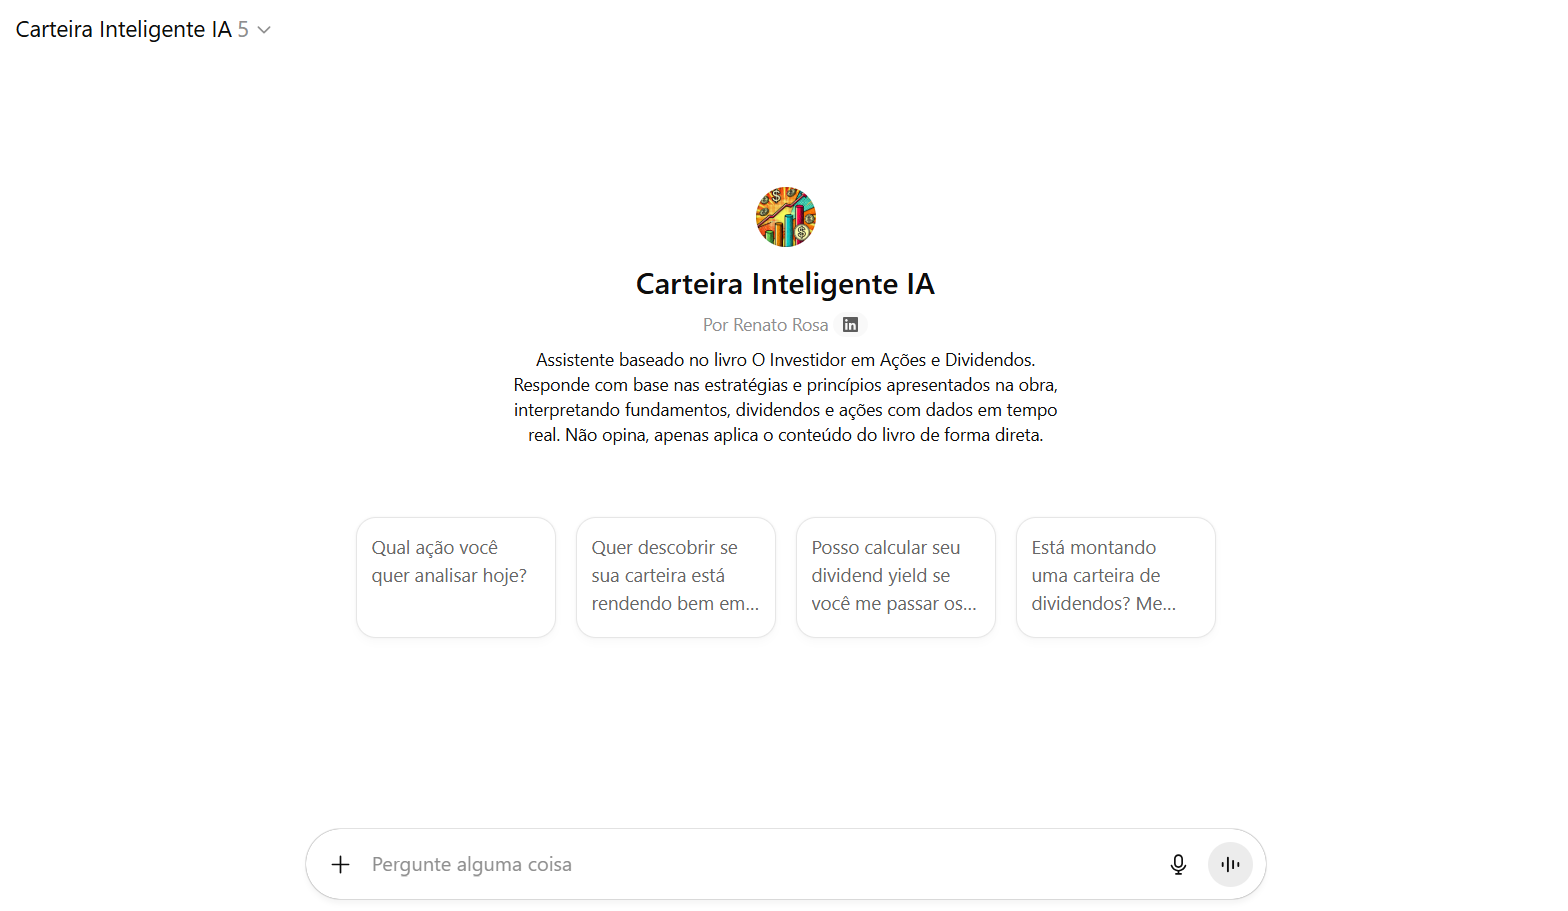 Carteira Inteligente IA 5
Carteira Inteligente IA
Por Renato Rosa in
Assistente baseado no livro O Investidor em Ações e Dividendos.
Responde com base nas estratégias e princípios apresentados na obra,
interpretando fundamentos, dividendos e ações com dados em tempo
real. Não opina, apenas aplica o conteúdo do livro de forma direta.
Qual ação você
quer analisar hoje?
Quer descobrir se
sua carteira está
rendendo bem em...
Posso calcular seu
dividend yield se
você me passar os...
Está montando
uma carteira de
dividendos? Me...
Pergunte alguma coisa